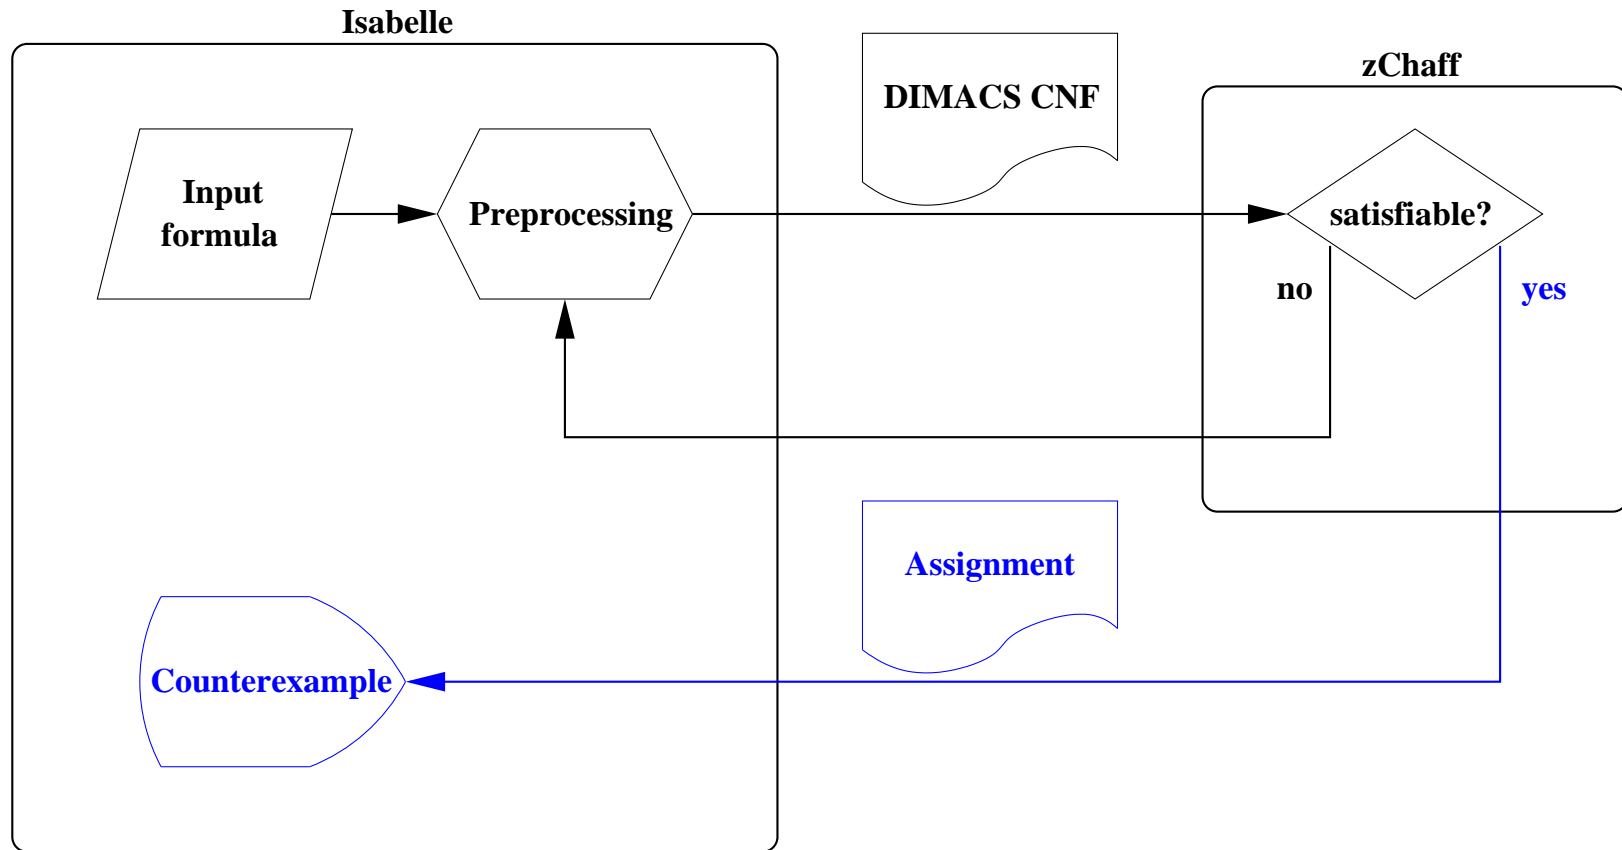 Isabelle
zChaff
DIMACS CNF
Input
formula
Preprocessing
satisfiable?
no
yes
Assignment
Counterexample